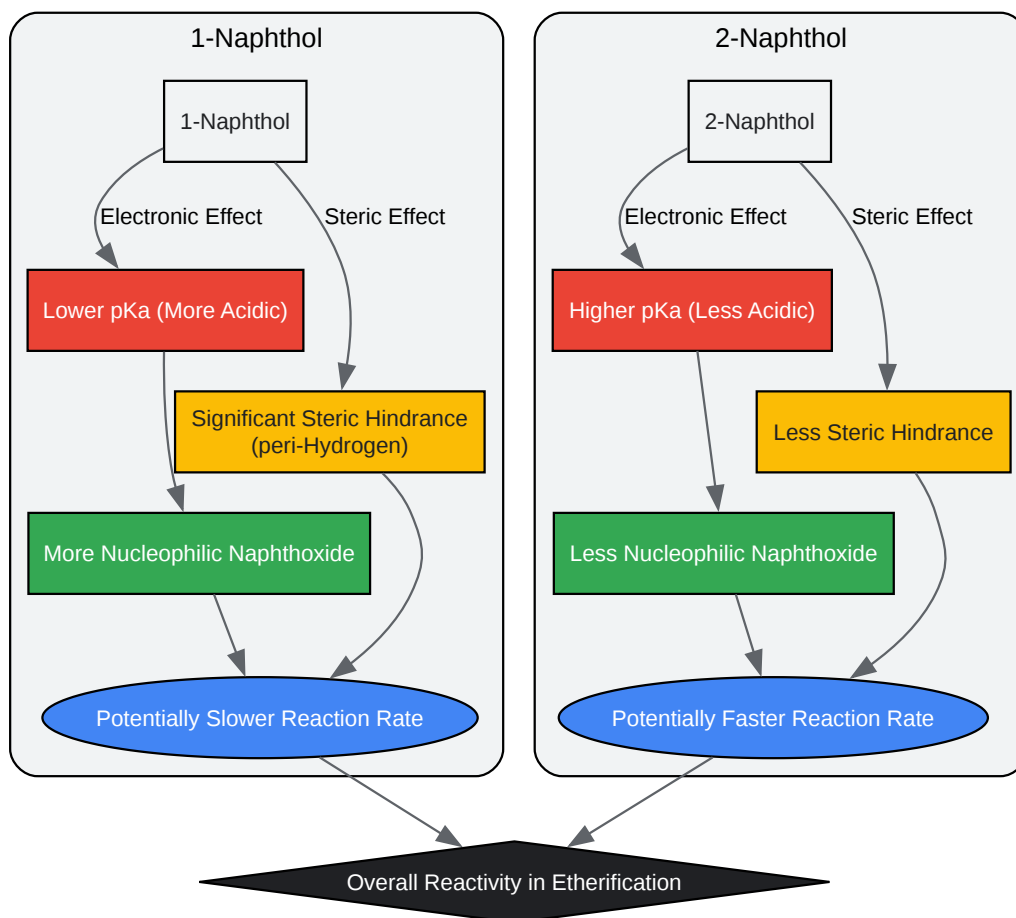 1-Naphthol
1-Naphthol
Electronic Effect
Steric Effect
Lower pKa (More Acidic)
Significant Steric Hindrance
(peri-Hydrogen)
More Nucleophilic Naphthoxide
Potentially Slower Reaction Rate
2-Naphthol
2-Naphthol
Electronic Effect
Steric Effect
Higher pKa (Less Acidic)
Less Steric Hindrance
Less Nucleophilic Naphthoxide
Potentially Faster Reaction Rate
Overall Reactivity in Etherification